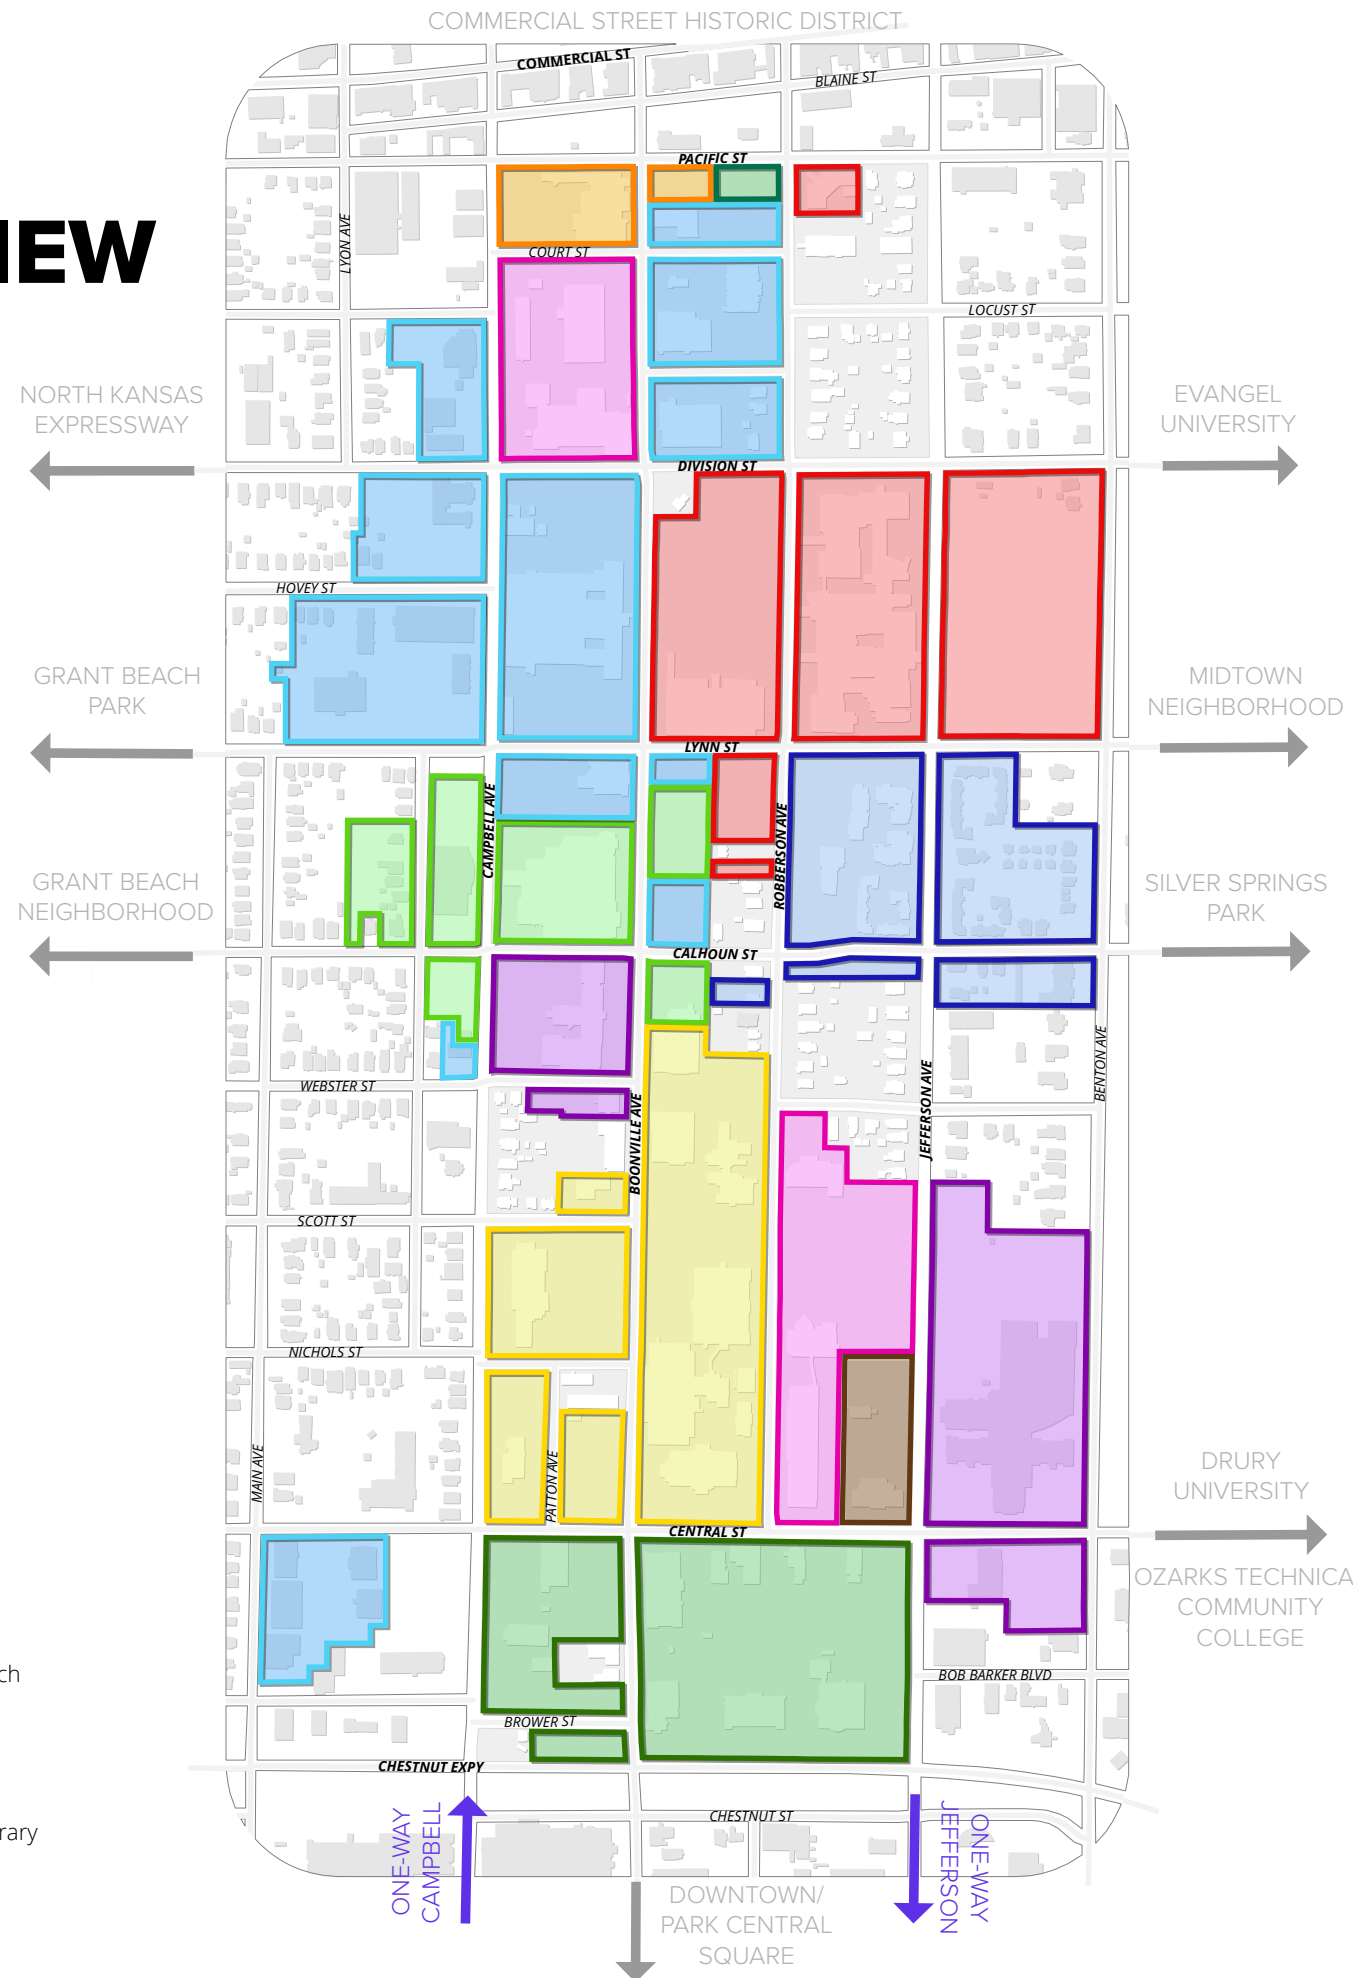 COMMERCIAL STREET HISTORIC DISTRICT
COMMERCIAL ST
BLAINE ST
PACIFIC ST
IEW
LYON AVE
COURT ST
LOCUST ST
NORTH KANSAS
EXPRESSWAY
EVANGEL
UNIVERSITY
DIVISION ST
HOVEY ST
GRANT BEACH
PARK
MIDTOWN
NEIGHBORHOOD
LYNN ST
CAMPBELL AVE
ROBBERSON AVE
GRANT BEACH
NEIGHBORHOOD
SILVER SPRINGS
PARK
CALHOUN ST
WEBSTER ST
BOONVILLE AVE
JEFFERSON AVE
BENTON AVE
SCOTT ST
NICHOLS ST
MAIN AVE
PATTON AVE
DRURY
UNIVERSITY
CENTRAL ST
OZARKS TECHNICA
COMMUNITY
COLLEGE
ch
BOB BARKER BLVD
BROWER ST
CHESTNUT EXPY
rary
CHESTNUT ST
ONE-WAY
CAMPBELL
ONE-WAY
JEFFERSON
DOWNTOWN/
PARK CENTRAL
SQUARE